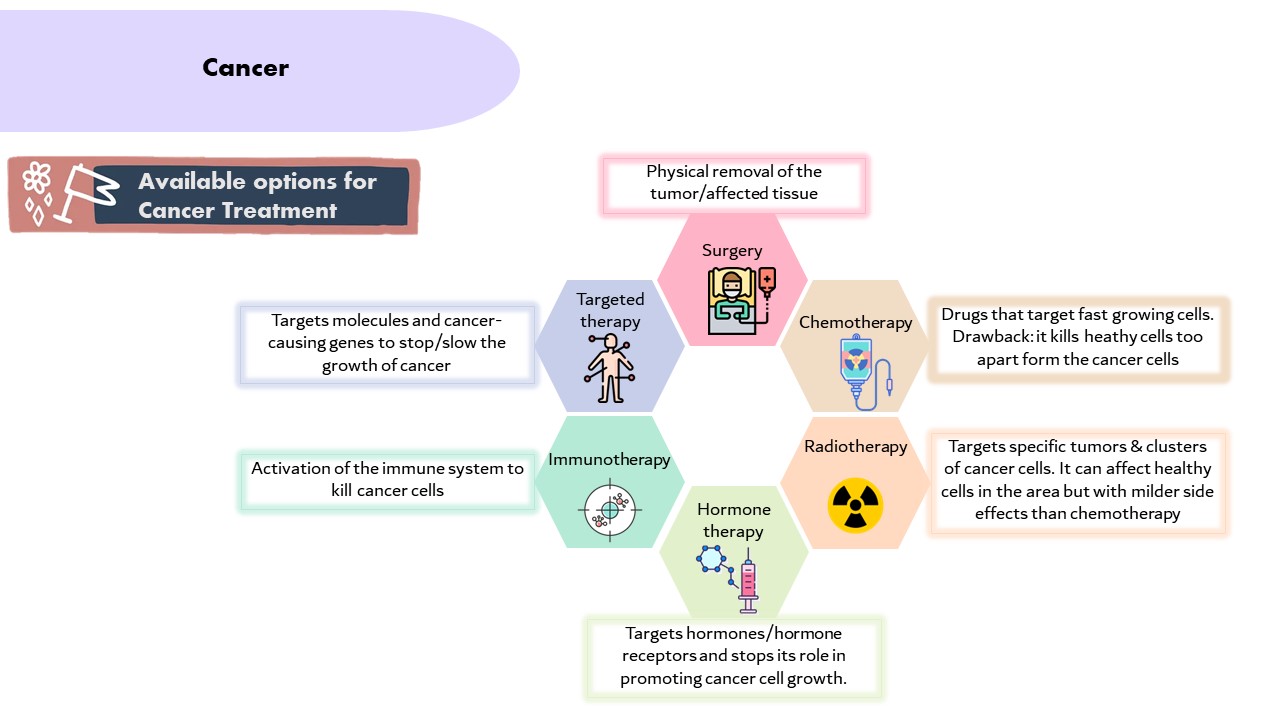 Cancer
Available options for
Cancer Treatment
Physical removal of the
tumor/affected tissue
Surgery
Targeted
therapy
Targets molecules and cancer-
causing genes to stop/slow the
growth of cancer
Chemotherapy
Drugs that target fast growing cells.
Drawback: it kills heathy cells too
apart form the cancer cells
Immunotherapy
Activation of the immune system to
kill cancer cells
Radiotherapy
Targets specific tumors & clusters
of cancer cells. It can affect healthy
cells in the area but with milder side
effects than chemotherapy
Hormone
therapy
Targets hormones/hormone
receptors and stops its role in
promoting cancer cell growth.